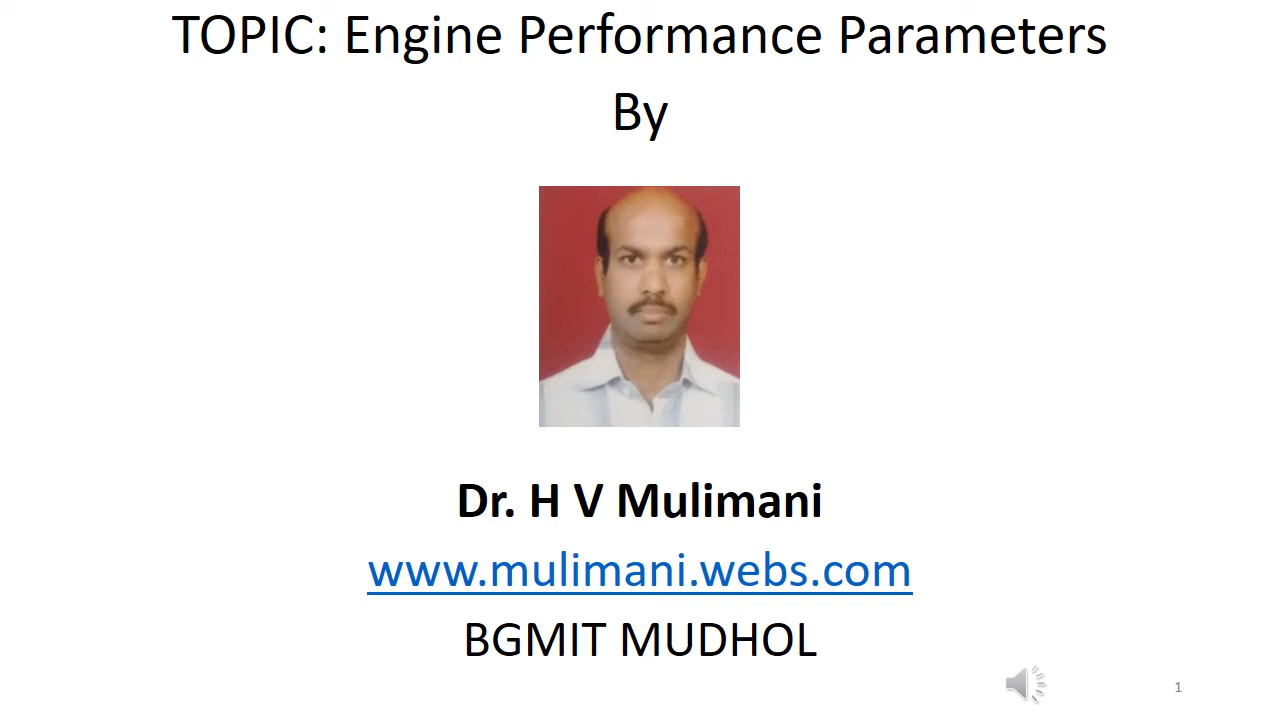 TOPIC: Engine Performance Parameters
By
Dr. H V Mulimani
www.mulimani.webs.com
BGMIT MUDHOL
1